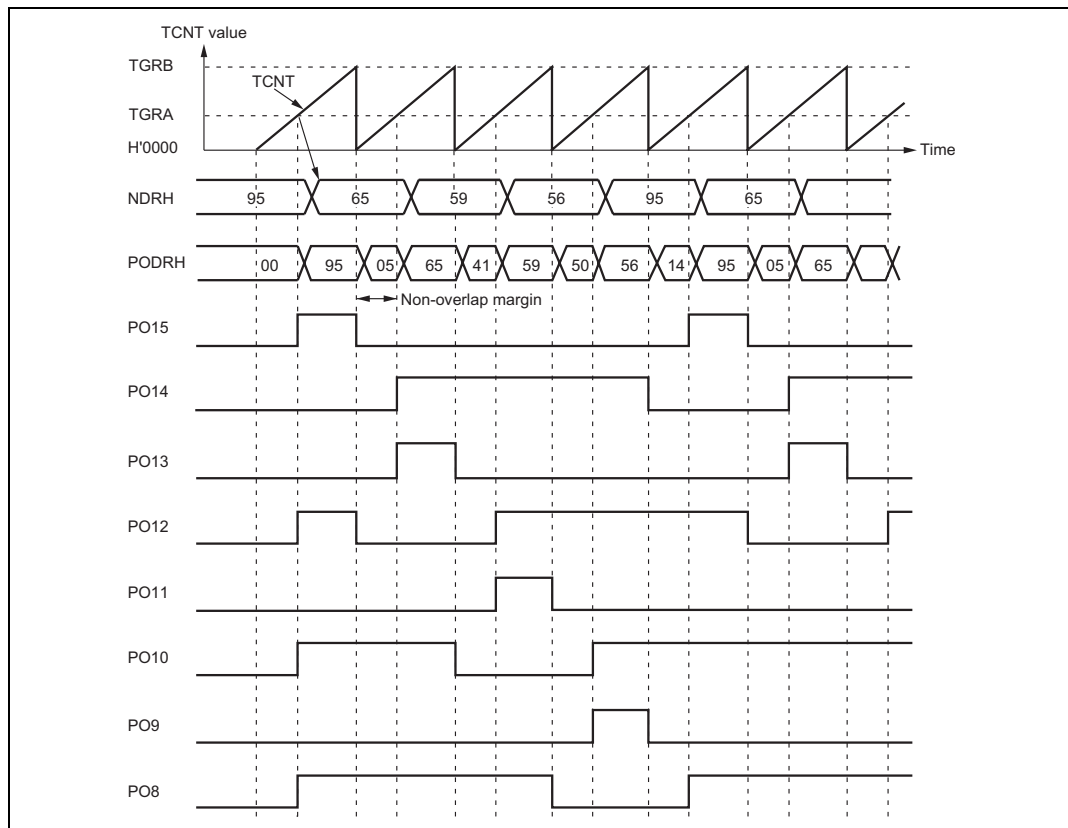 TCNT value
TGRB
TCNT
TGRA
H'0000
Time
NDRH 95 65 59 56 95 65
PODRH 00 95 05 65 41 59 50 56 14 95 05 65
Non-overlap margin
PO15
PO14
PO13
PO12
PO11
PO10
PO9
PO8